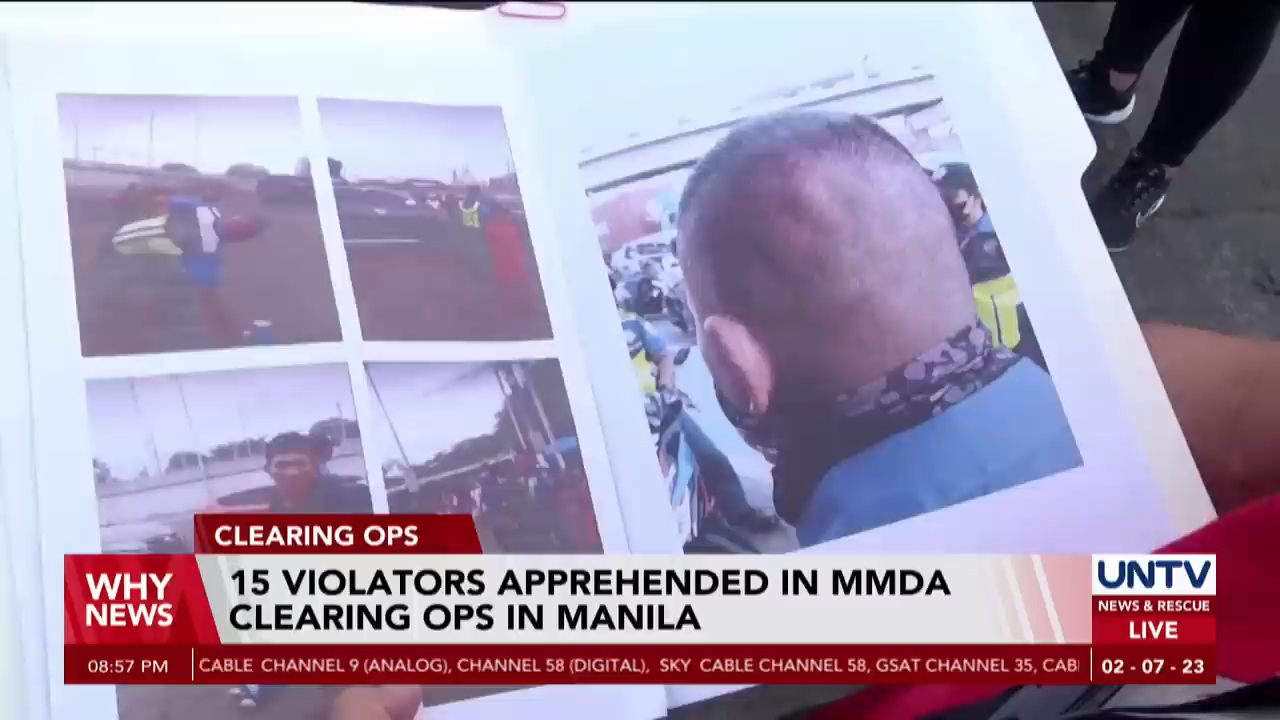 CLEARING OPS
WHY
NEWS
15 VIOLATORS APPREHENDED IN MMDA
CLEARING OPS IN MANILA
UNTV
NEWS & RESCUE
LIVE
08:57 PM
CABLE CHANNEL 9 (ANALOG), CHANNEL 58 (DIGITAL), SKY CABLE CHANNEL 58, GSAT CHANNEL 35, CAB
02 - 07 - 23